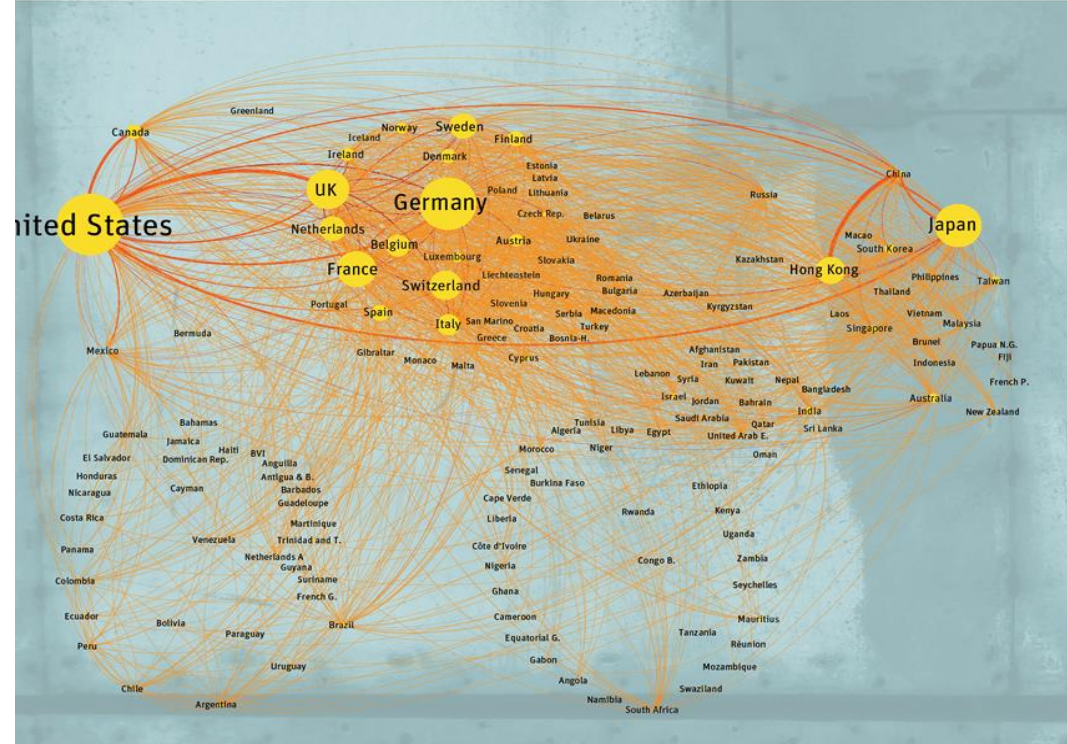 Greenland
Canada
Norway
Sweden
Iceland
Finland
Ireland
Denmark
Estonia
Latvia
China
UK
Germany
Poland
Lithuania
Russia
nited States
Czech Rep.
Belarus
Japan
Netherlands
Belgium
Austria
Ukraine
Macao
South Korea
Luxembourg
Slovakia
Kazakhstan
France
Switzerland
Liechtenstein
Romania
Hong Kong
Philippines
Taiwan
Hungary
Bulgaria
Azerbaijan
Thailand
Portugal
Spain
Slovenia
Serbia
Macedonia
Kyrgyzstan
Laos
Vietnam
Italy
San Marino
Croatia
Turkey
Singapore
Malaysia
Bermuda
Greece
Bosnia-H.
Brunel
Papua N.G.
Mexico
Gibraltar
Monaco
Malta
Cyprus
Afghanistan
Iran
Pakistan
Indonesia
Fiji
Lebanon
Syria
Kuwait
Nepal
Bangladesh
French P.
Israel
Jordan
Bahrain
India
Australia
New Zealand
Bahamas
Tunisia
Saudi Arabia
Qatar
Sri Lanka
Guatemala
Jamaica
Algeria
Libya
Egypt
United Arab E.
El Salvador
Dominican Rep.
Haiti
BVI
Anguilla
Morocco
Niger
Oman
Honduras
Antigua & B.
Senegal
Burkina Faso
Ethiopia
Nicaragua
Cayman
Barbados
Guadeloupe
Cape Verde
Costa Rica
Martinique
Liberia
Rwanda
Kenya
Panama
Venezuela
Trinidad and T.
Côte d'Ivoire
Uganda
Netherlands A
Guyana
Nigeria
Congo B.
Zambia
Colombia
Suriname
French G.
Ghana
Seychelles
Ecuador
Bolivia
Brazil
Cameroon
Mauritius
Peru
Paraguay
Equatorial G.
Tanzania
Réunion
Uruguay
Gabon
Mozambique
Chile
Angola
Swaziland
Argentina
Namibia
South Africa